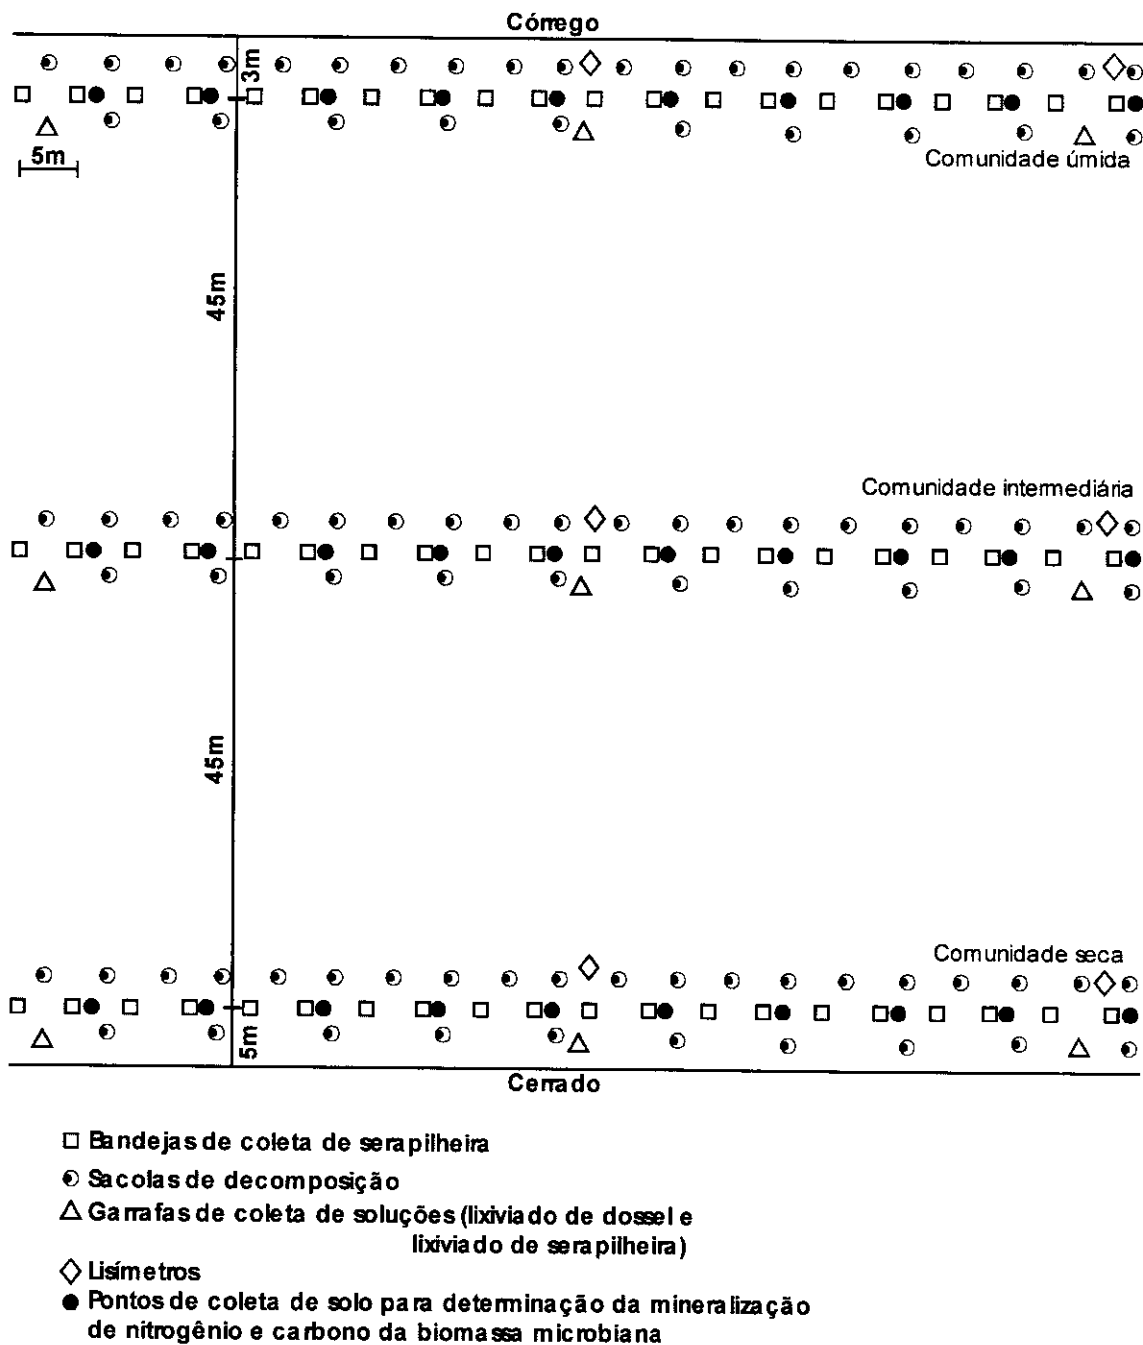 Córrego
3m
5m
Comunidade úmida
45m
Comunidade intermediária
45m
Comunidade seca
5m
Cerrado
Bandejas de coleta de serapilheira
Sacolas de decomposição
Garrafas de coleta de soluções (lixiviado de dossel e
lixiviado de serapilheira)
Lisímetros
Pontos de coleta de solo para determinação da mineralização
de nitrogênio e carbono da biomassa microbiana